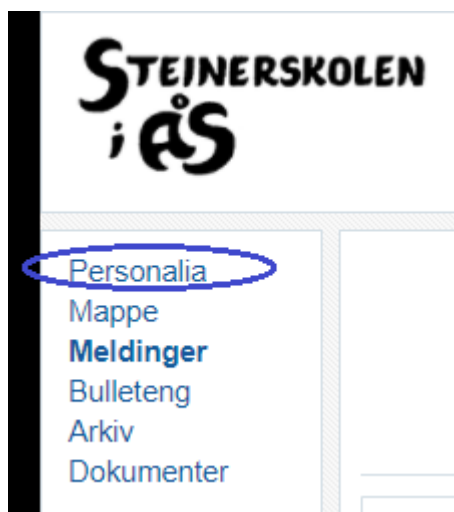 STEINERSKOLEN
i ÅS
Personalia
Mappe
Meldinger
Bulleteng
Arkiv
Dokumenter